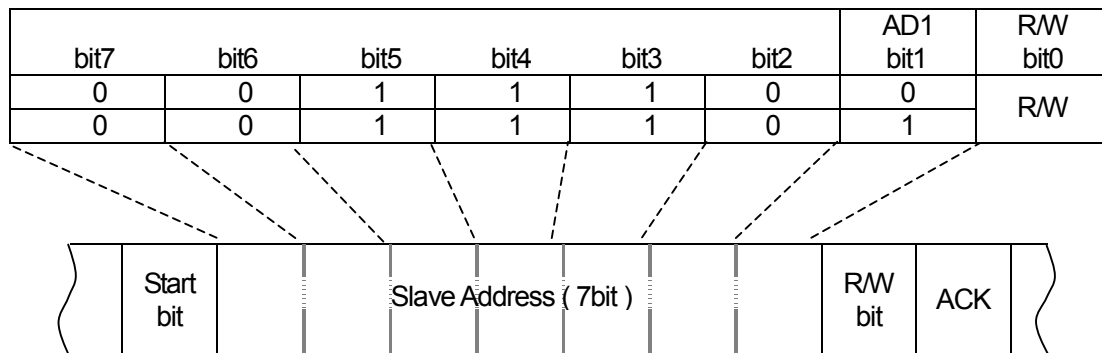 AD1 R/W
bit7 bit6 bit5 bit4 bit3 bit2 bit1 bit0
0 0 1 1 1 0 0 R/W
0 0 1 1 1 0 1
Start bit
Slave Address ( 7bit )
R/W bit
ACK